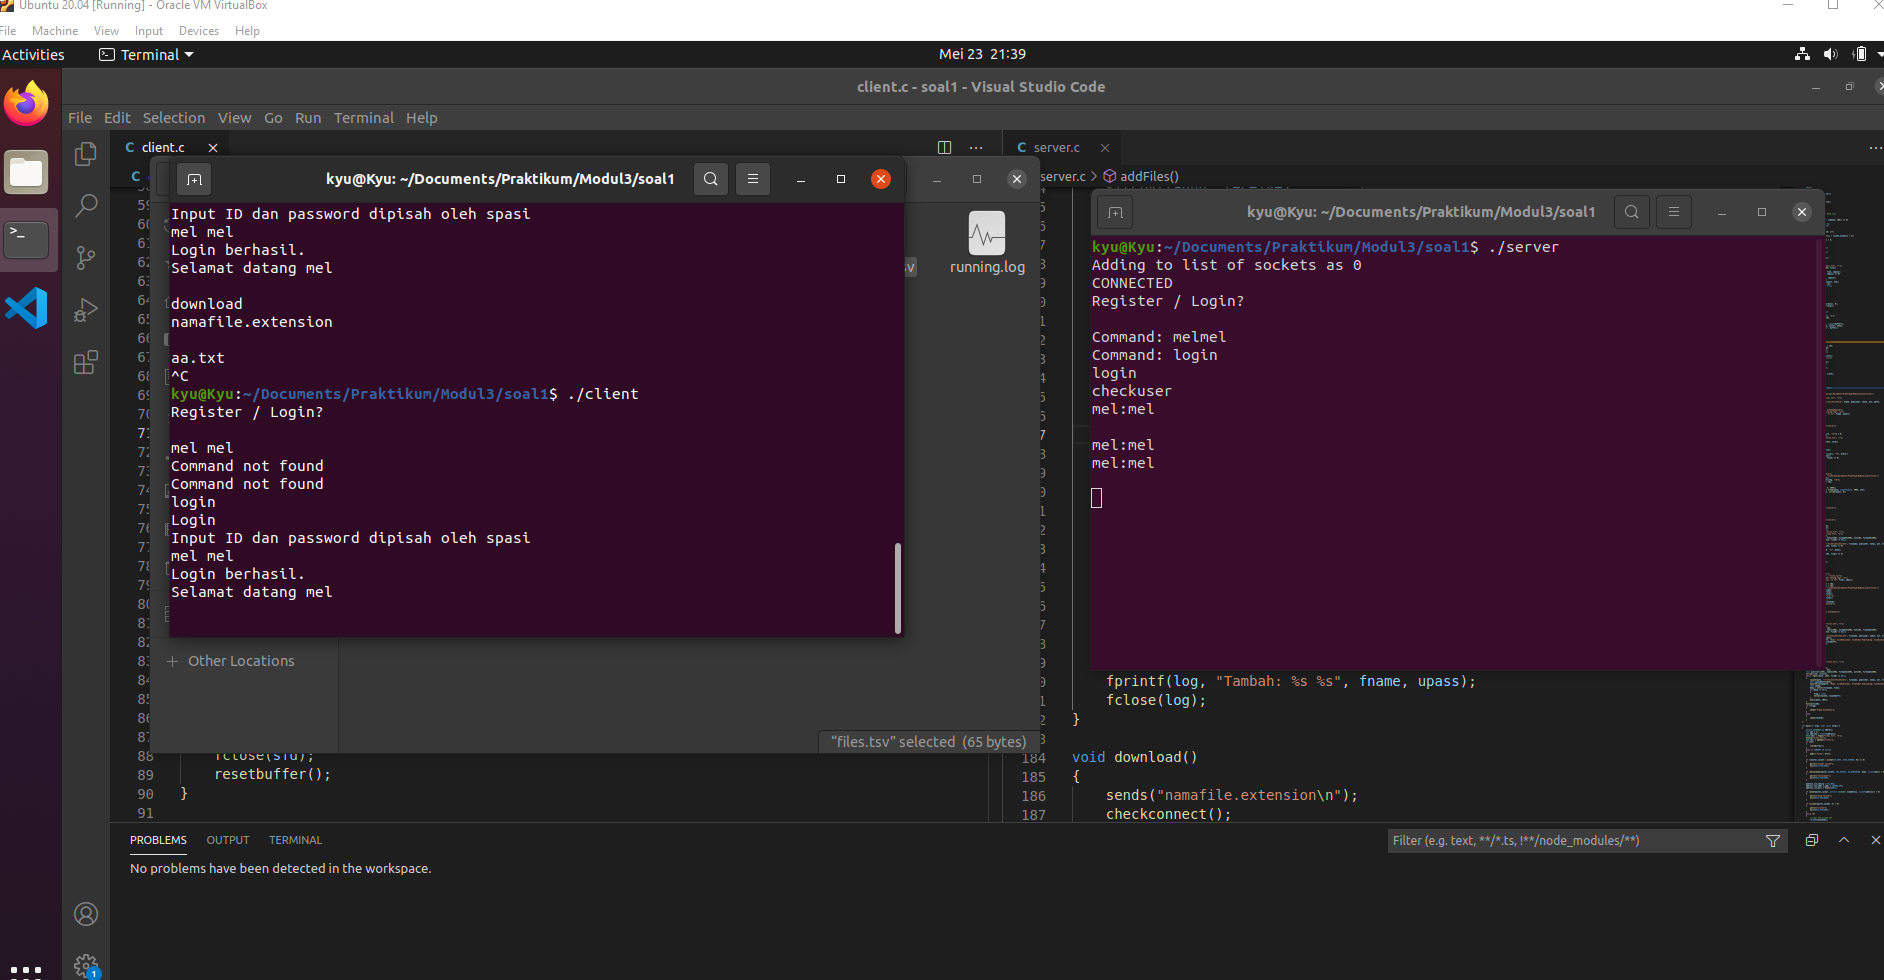 Ubuntu 20.04 [Running] - Oracle VM VirtualBox
File Machine View Input Devices Help
Activities Terminal Mei 23 21:39
client.c - soal1 - Visual Studio Code
File Edit Selection View Go Run Terminal Help
C client.c
C server.c
C
server.c > addFiles()
kyu@Kyu: ~/Documents/Praktikum/Modul3/soal1
Input ID dan password dipisah oleh spasi
mel mel
Login berhasil.
Selamat datang mel
download
namafile.extension
aa.txt
^C
kyu@Kyu:~/Documents/Praktikum/Modul3/soal1$ ./client
Register / Login?
mel mel
Command not found
Command not found
login
Login
Input ID dan password dipisah oleh spasi
mel mel
Login berhasil.
Selamat datang mel
running.log
Other Locations
“files.tsv” selected (65 bytes)
88 fclose(sfd);
89 resetbuffer();
90 }
91
kyu@Kyu: ~/Documents/Praktikum/Modul3/soal1
kyu@Kyu:~/Documents/Praktikum/Modul3/soal1$ ./server
Adding to list of sockets as 0
CONNECTED
Register / Login?
Command: melmel
Command: login
login
checkuser
mel:mel
mel:mel
mel:mel
fprintf(log, "Tambah: %s %s", fname, upass);
fclose(log);
}
184 void download()
185 {
186 sends("namafile.extension\n");
187 checkconnect();
PROBLEMS OUTPUT TERMINAL
Filter (e.g. text, **/*.ts, !**/node_modules/**)
No problems have been detected in the workspace.
1